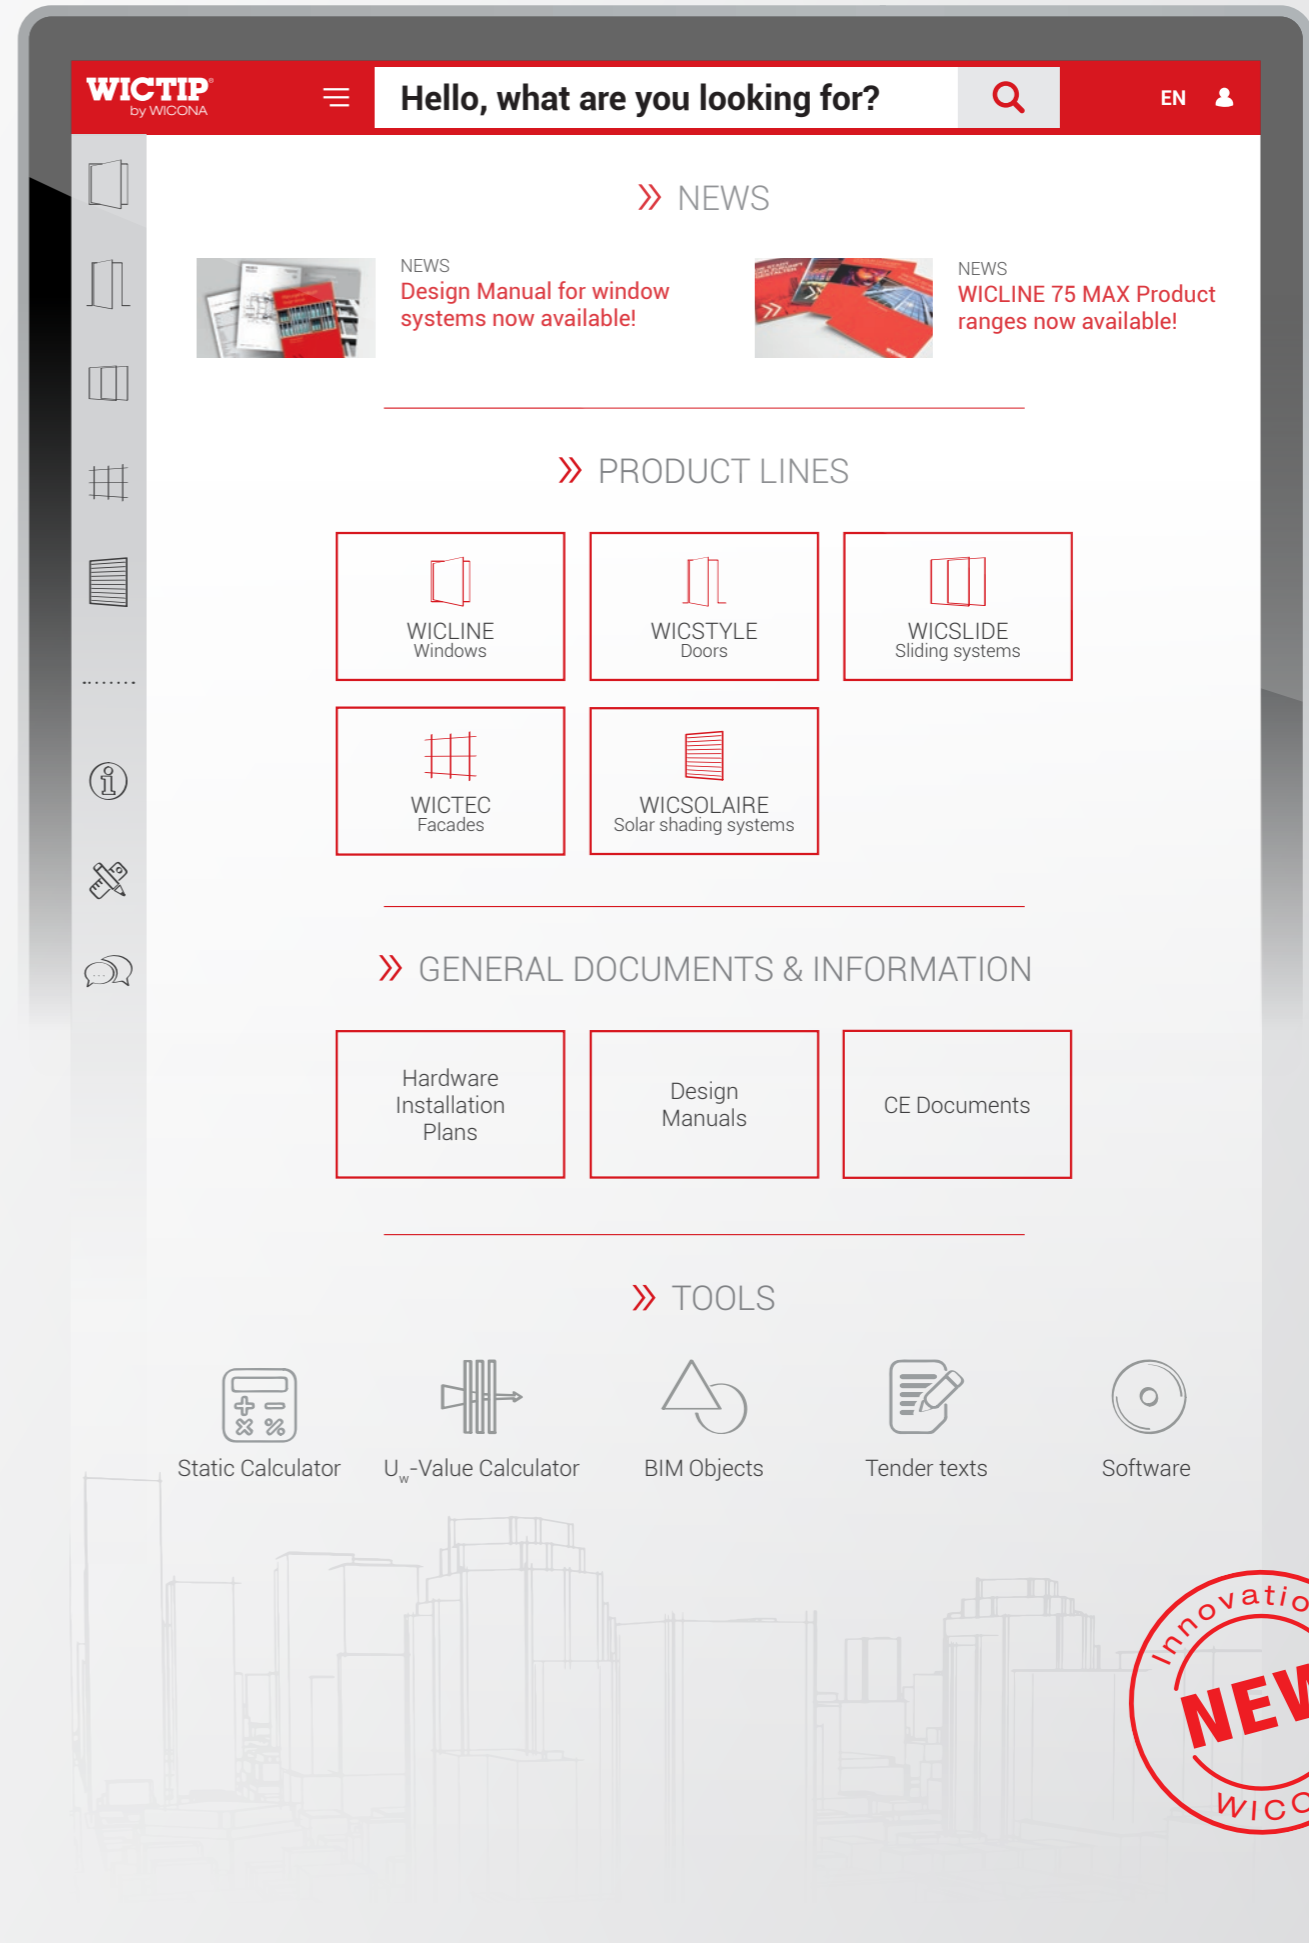 WICTIP®
by WICONA
Hello, what are you looking for?
EN
NEWS
NEWS
Design Manual for window
systems now available!
NEWS
WICLINE 75 MAX Product
ranges now available!
PRODUCT LINES
WICLINE
Windows
WICSTYLE
Doors
WICSLIDE
Sliding systems
WICTEC
Facades
WICSOLAIRE
Solar shading systems
GENERAL DOCUMENTS & INFORMATION
Hardware
Installation
Plans
Design
Manuals
CE Documents
TOOLS
Static Calculator
Uw-Value Calculator
BIM Objects
Tender texts
Software
Innovatio
NEW
WICO